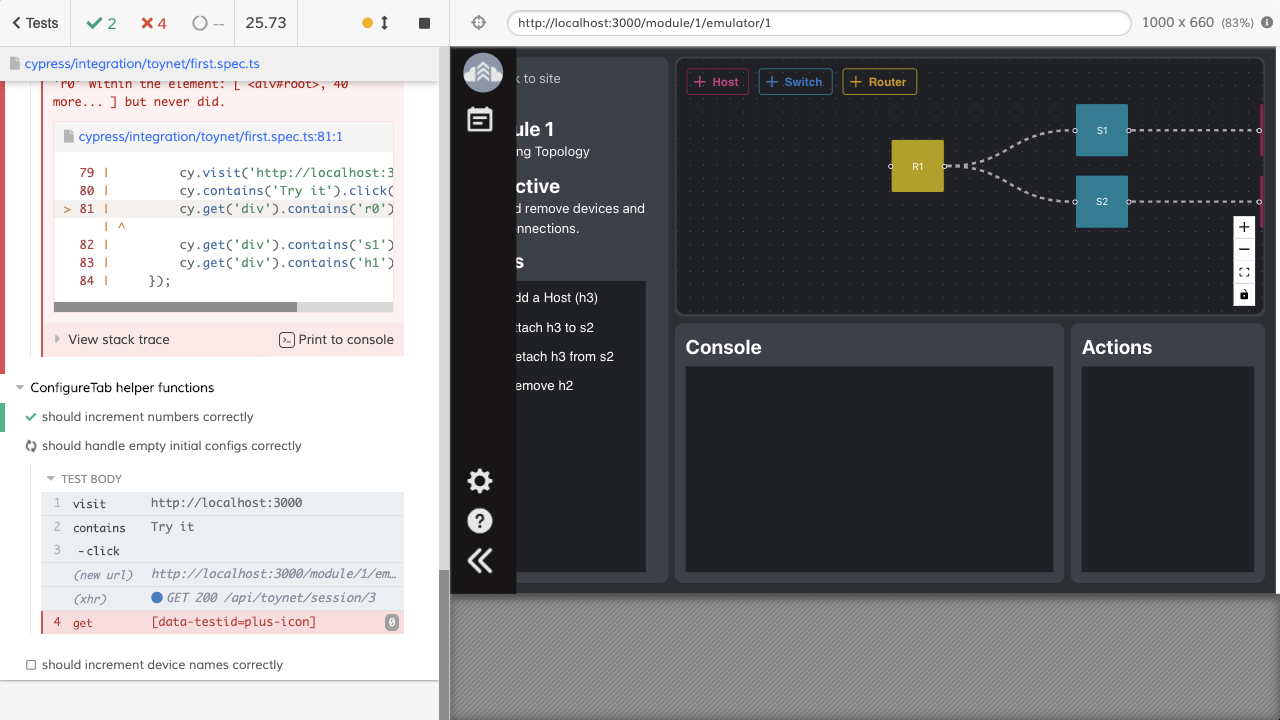 Tests
2
4
--
25.73
http://localhost:3000/module/1/emulator/1
1000 x 660 (83%)
cypress/integration/toynet/first.spec.ts
'r0' within the element: [ <div#root>, 40
more... ] but never did.
cypress/integration/toynet/first.spec.ts:81:1
79 | cy.visit('http://localhost:3
80 | cy.contains('Try it').click(
> 81 | cy.get('div').contains('r0')
| ^
82 | cy.get('div').contains('s1')
83 | cy.get('div').contains('h1')
84 | });
View stack trace
Print to console
ConfigureTab helper functions
should increment numbers correctly
should handle empty initial configs correctly
TEST BODY
1 visit http://localhost:3000
2 contains Try it
3 -click
(new url) http://localhost:3000/module/1/em…
(xhr) GET 200 /api/toynet/session/3
4 get [data-testid=plus-icon] 0
should increment device names correctly
k to site
ule 1
ng Topology
ctive
d remove devices and
onnections.
s
dd a Host (h3)
ttach h3 to s2
etach h3 from s2
emove h2
+ Host
+ Switch
+ Router
R1
S1
S2
Console
Actions